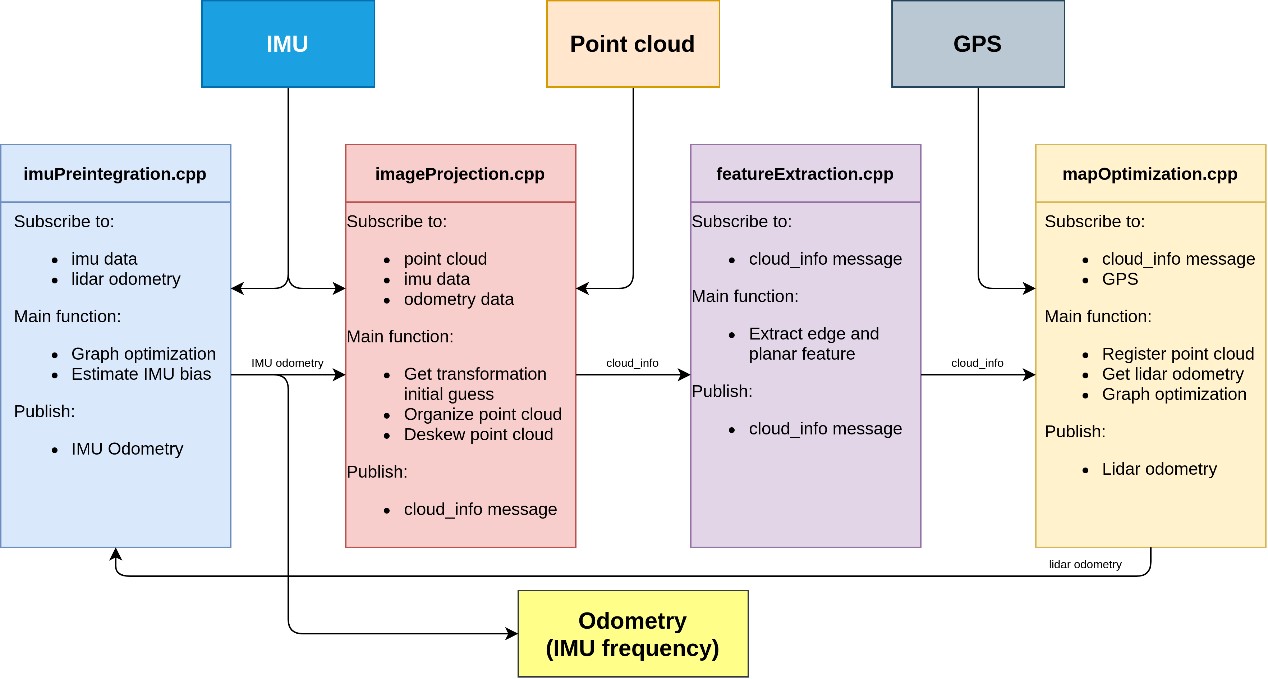 IMU
Point cloud
GPS
imuPreintegration.cpp
Subscribe to:
imu data
lidar odometry
Main function:
Graph optimization
Estimate IMU bias
Publish:
IMU Odometry
IMU odometry
imageProjection.cpp
Subscribe to:
point cloud
imu data
odometry data
Main function:
Get transformation
initial guess
Organize point cloud
Deskew point cloud
Publish:
cloud_info message
cloud_info
featureExtraction.cpp
Subscribe to:
cloud_info message
Main function:
Extract edge and
planar feature
Publish:
cloud_info message
cloud_info
mapOptimization.cpp
Subscribe to:
cloud_info message
GPS
Main function:
Register point cloud
Get lidar odometry
Graph optimization
Publish:
Lidar odometry
lidar odometry
Odometry
(IMU frequency)